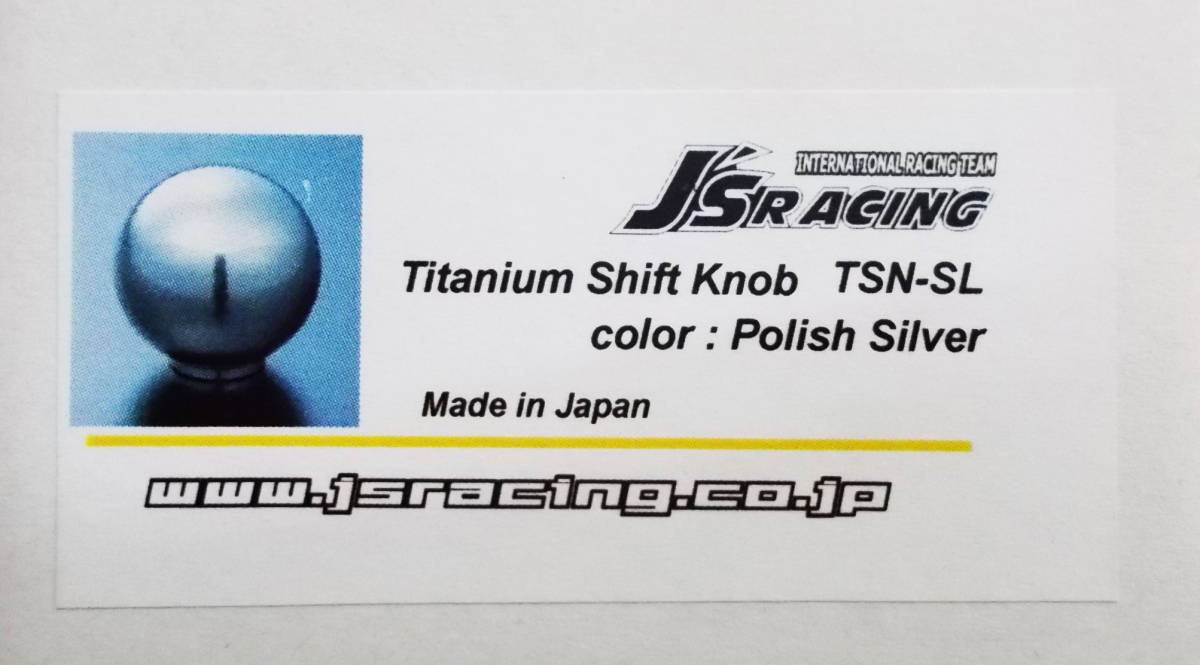 INTERNATIONAL RACING TEAM
J'S RACING
Titanium Shift Knob TSN-SL
color : Polish Silver
Made in Japan
www.jsracing.co.jp